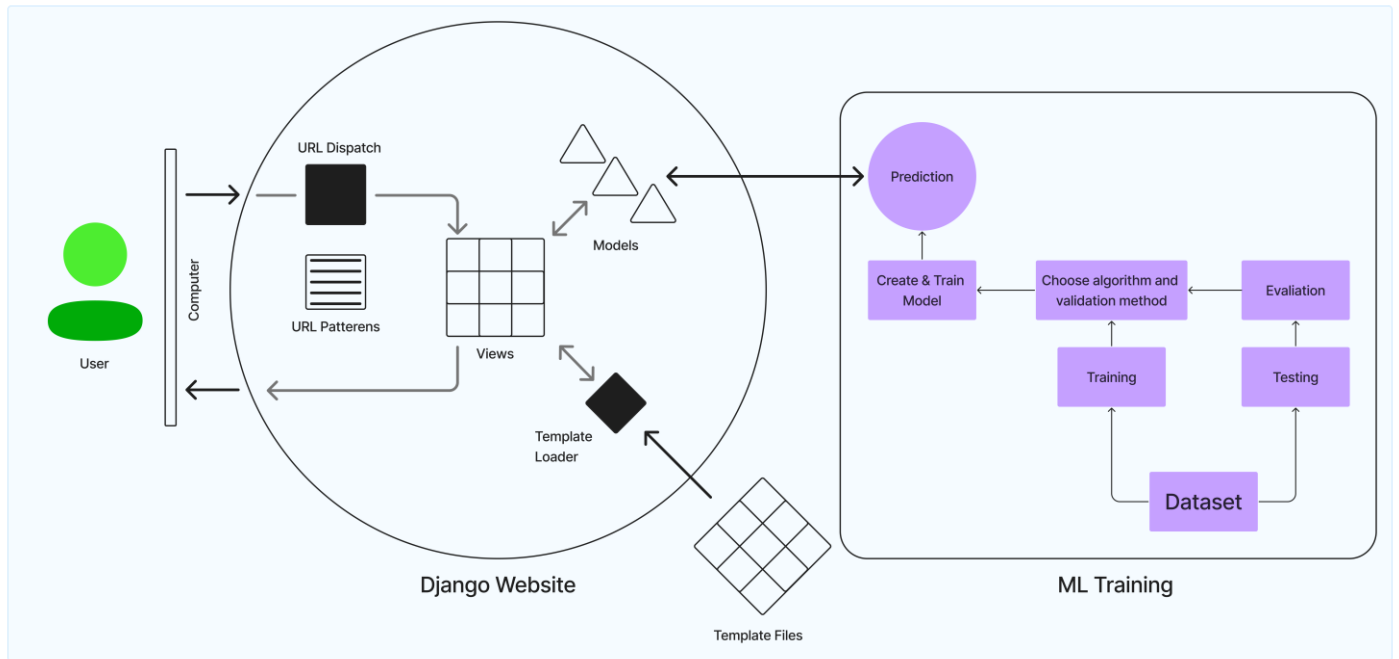 URL Dispatch
URL Patterens
Computer
User
Views
Models
Template
Loader
Django Website
Template Files
Prediction
Create & Train
Model
Choose algorithm and
validation method
Evaliation
Training
Testing
Dataset
ML Training